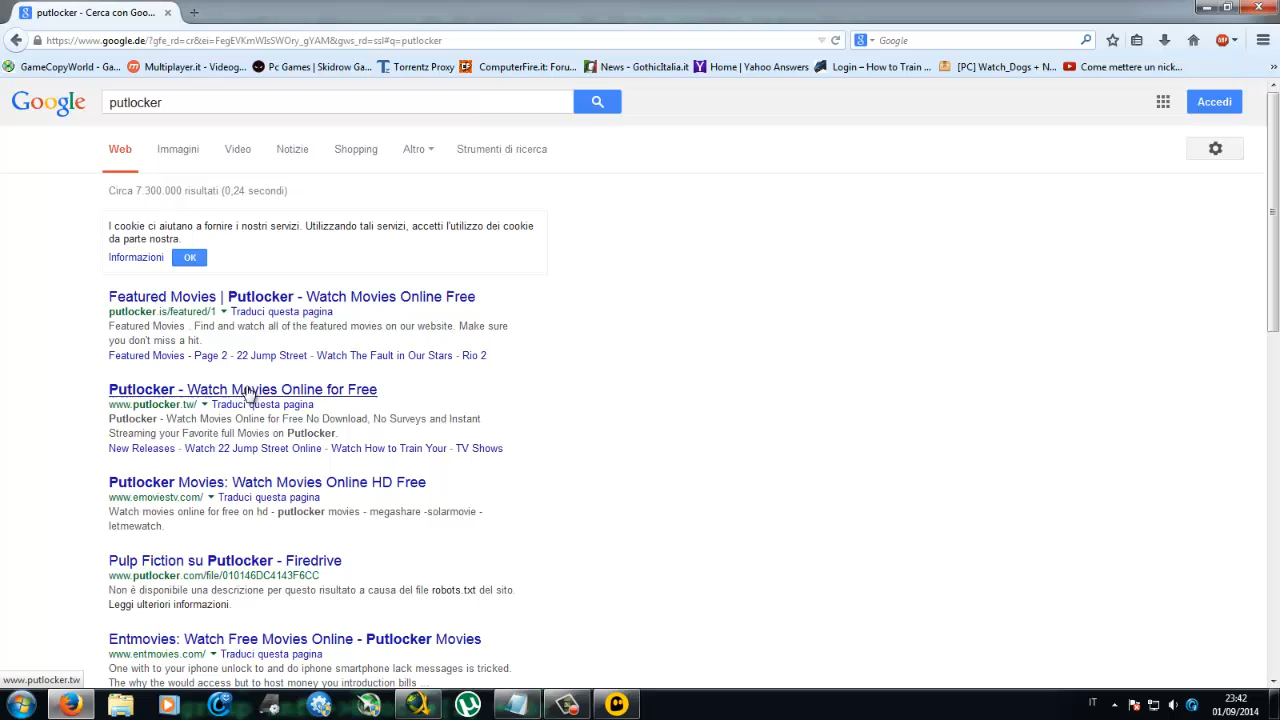 putlocker - Cerca con Goo...
https://www.google.de/?gfe_rd=cr&ei=FegEVKmWIsSWOry_gYAM&gws_rd=ssl#q=putlocker
Google
GameCopyWorld - Ga...
Multiplayer.it - Videog...
Pc Games | Skidrow Ga...
Torrentz Proxy
ComputerFire.it: Foru...
News - GothicItalia.it
Home | Yahoo Answers
Login – How to Train ...
[PC] Watch_Dogs + N...
Come mettere un nick...
Google
putlocker
Accedi
Web Immagini Video Notizie Shopping Altro Strumenti di ricerca
Circa 7.300.000 risultati (0,24 secondi)
I cookie ci aiutano a fornire i nostri servizi. Utilizzando tali servizi, accetti l'utilizzo dei cookie
da parte nostra.
Informazioni OK
Featured Movies | Putlocker - Watch Movies Online Free
putlocker.is/featured/1 Traduci questa pagina
Featured Movies . Find and watch all of the featured movies on our website. Make sure
you don't miss a hit.
Featured Movies - Page 2 - 22 Jump Street - Watch The Fault in Our Stars - Rio 2
Putlocker - Watch Movies Online for Free
www.putlocker.tw/ Traduci questa pagina
Putlocker - Watch Movies Online for Free No Download, No Surveys and Instant
Streaming your Favorite full Movies on Putlocker.
New Releases - Watch 22 Jump Street Online - Watch How to Train Your - TV Shows
Putlocker Movies: Watch Movies Online HD Free
www.emoviestv.com/ Traduci questa pagina
Watch movies online for free on hd - putlocker movies - megashare -solarmovie -
letmewatch.
Pulp Fiction su Putlocker - Firedrive
www.putlocker.com/file/010146DC4143F6CC
Non è disponibile una descrizione per questo risultato a causa del file robots.txt del sito.
Leggi ulteriori informazioni.
Entmovies: Watch Free Movies Online - Putlocker Movies
www.entmovies.com/ Traduci questa pagina
One with to your iphone unlock to and do iphone smartphone lack messages is tricked.
The why the would access but to host money you introduction bills ...
www.putlocker.tw
IT
23:42
01/09/2014